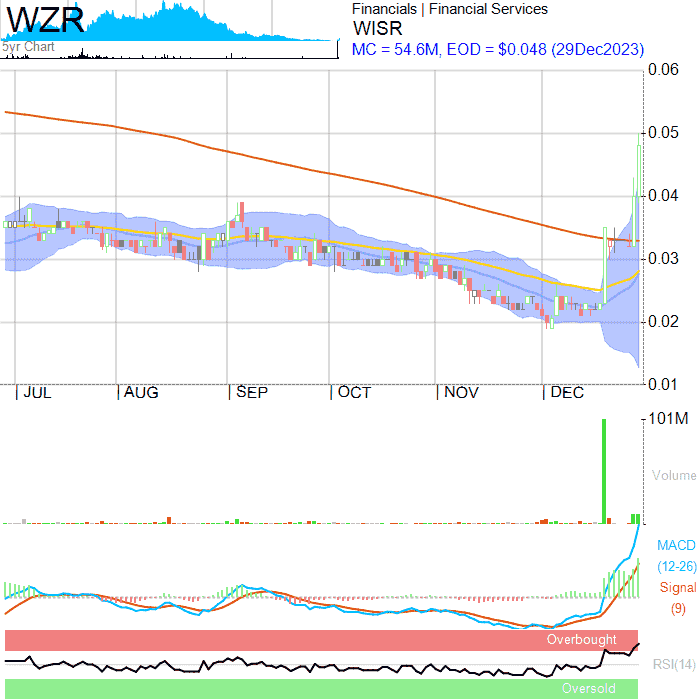 WZR
5yr Chart
Financials | Financial Services
WISR
MC = 54.6M, EOD = $0.048 (29Dec2023)
0.06
0.05
0.04
0.03
0.02
0.01
JUL AUG SEP OCT NOV DEC
101M
Volume
MACD
(12-26)
Signal
(9)
Overbought
RSI(14)
Oversold